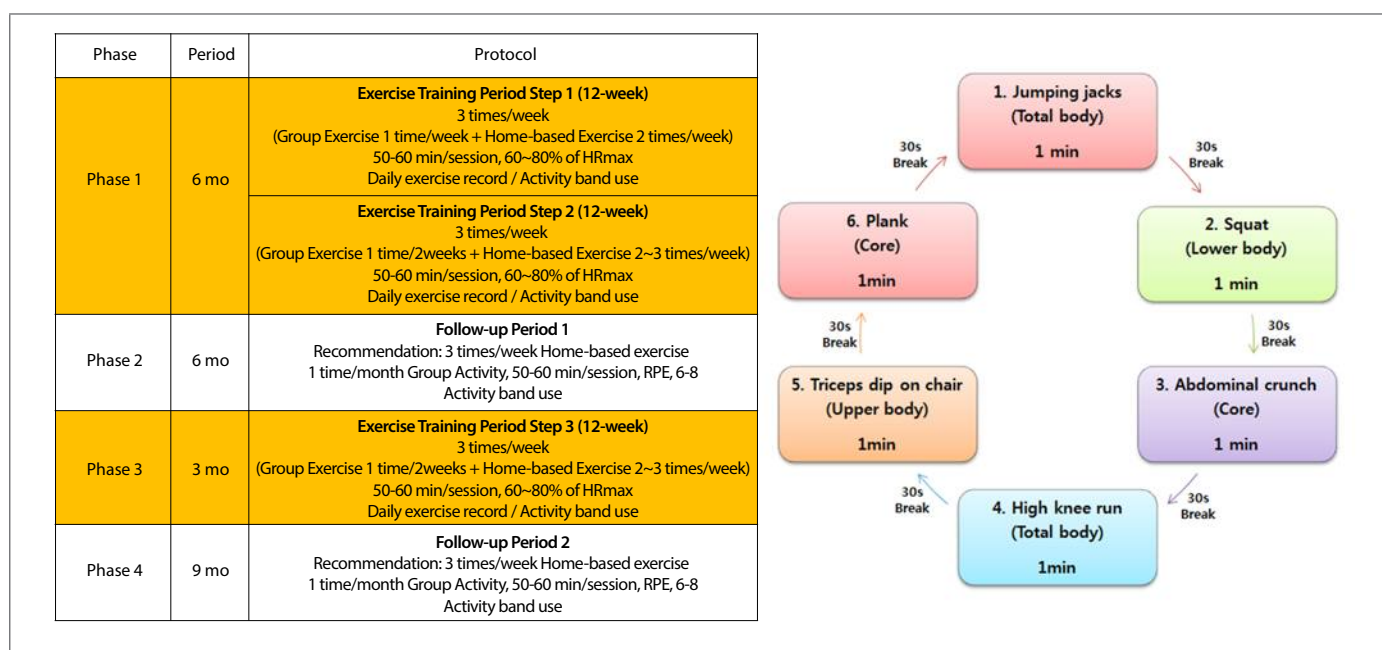 Phase Period Protocol
Phase 1 6 mo
Exercise Training Period Step 1 (12-week)
3 times/week
(Group Exercise 1 time/week + Home-based Exercise 2 times/week)
50-60 min/session, 60~80% of HRmax
Daily exercise record / Activity band use
Exercise Training Period Step 2 (12-week)
3 times/week
(Group Exercise 1 time/2weeks + Home-based Exercise 2~3 times/week)
50-60 min/session, 60~80% of HRmax
Daily exercise record / Activity band use
Phase 2 6 mo
Follow-up Period 1
Recommendation: 3 times/week Home-based exercise
1 time/month Group Activity, 50-60 min/session, RPE, 6-8
Activity band use
Phase 3 3 mo
Exercise Training Period Step 3 (12-week)
3 times/week
(Group Exercise 1 time/2weeks + Home-based Exercise 2~3 times/week)
50-60 min/session, 60~80% of HRmax
Daily exercise record / Activity band use
Phase 4 9 mo
Follow-up Period 2
Recommendation: 3 times/week Home-based exercise
1 time/month Group Activity, 50-60 min/session, RPE, 6-8
Activity band use
1. Jumping jacks
(Total body)
1 min
30s
Break
2. Squat
(Lower body)
1 min
30s
Break
3. Abdominal crunch
(Core)
1 min
30s
Break
4. High knee run
(Total body)
1min
30s
Break
5. Triceps dip on chair
(Upper body)
1min
30s
Break
6. Plank
(Core)
1min
30s
Break